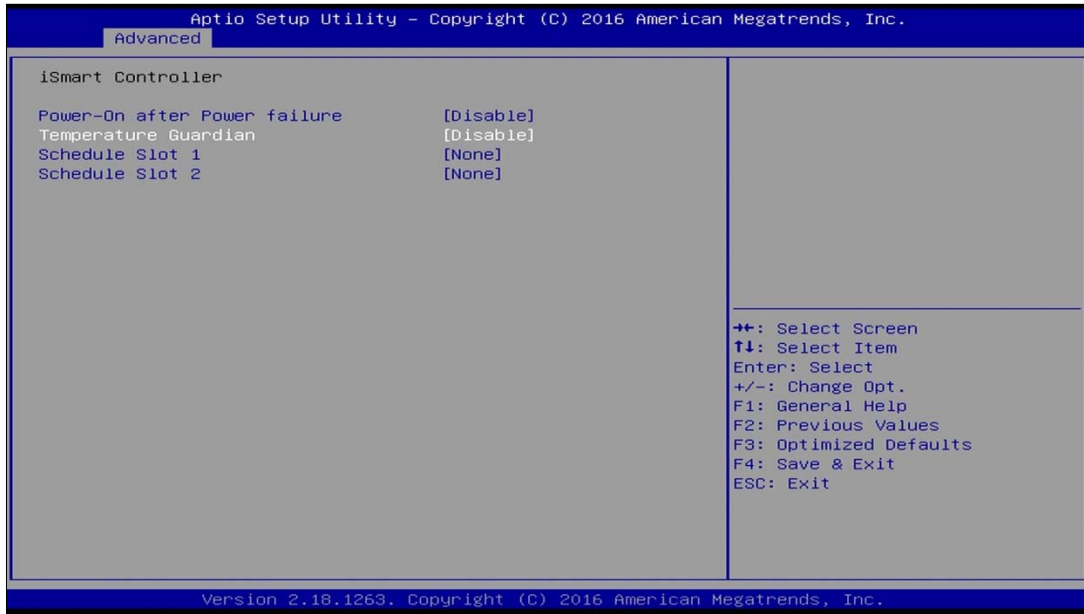 Aptio Setup Utility – Copyright (C) 2016 American Megatrends, Inc.
Advanced
iSmart Controller
Power-On after Power failure [Disable]
Temperature Guardian [Disable]
Schedule Slot 1 [None]
Schedule Slot 2 [None]
→←: Select Screen
↑↓: Select Item
Enter: Select
+/-: Change Opt.
F1: General Help
F2: Previous Values
F3: Optimized Defaults
F4: Save & Exit
ESC: Exit
Version 2.18.1263. Copyright (C) 2016 American Megatrends, Inc.